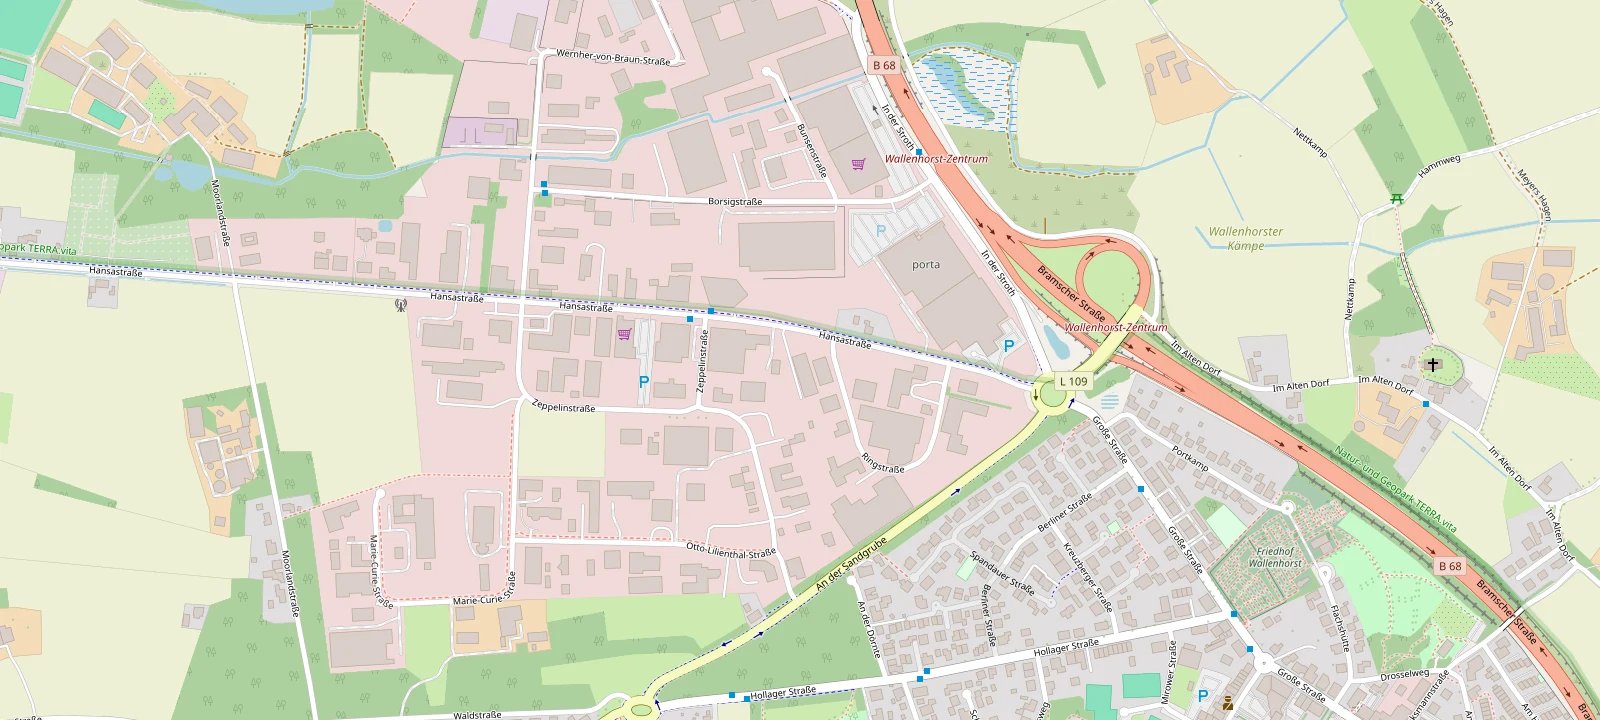 Wernher-von-Braun-Straße
B 68
In der Stroth
Meyers Hagen
Bunsenstraße
Wallenhorst-Zentrum
Nettkamp
Hammweg
Meyers Hagen
Moorlandstraße
Borsigstraße
P
Wallenhorster
Kämpe
opark TERRA.vita
Hansastraße
porta
In der Stroth
Bramscher Straße
Nettkamp
Hansastraße
Hansastraße
Wallenhorst-Zentrum
Zeppelinstraße
Hansastraße
P
Im Alten Dorf
P
L 109
Im Alten Dorf
Im Alten Dorf
Zeppelinstraße
Große Straße
Portkamp
Im Alten Dorf
Ringstraße
Natur- und Geopark TERRA.vita
Berliner Straße
Große Straße
Im Alten Dorf
Marie-Curie-Straße
Otto-Lilienthal-Straße
An der Sandgrube
Spandauer Straße
Kreuzberger Straße
Friedhof
Wallenhorst
B 68
Moorlandstraße
Marie-Curie-Straße
Berliner Straße
An der Dörnte
Flachshütte
Bramscher Straße
Hollager Straße
Mirower Straße
Große Straße
Drosselweg
Hollager Straße
P
Waldstraße